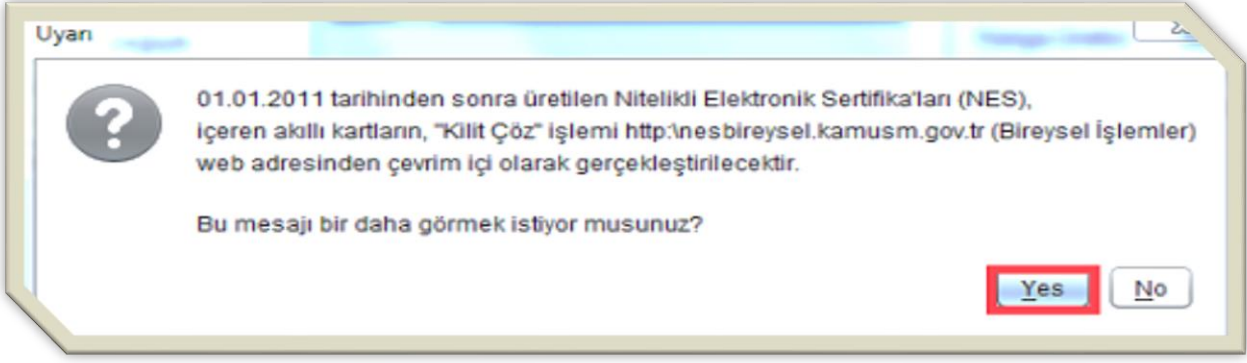 Uyarı
01.01.2011 tarihinden sonra üretilen Nitelikli Elektronik Sertifika'ları (NES),
içeren akıllı kartların, "Kilit Çöz" işlemi http:\nesbireysel.kamusm.gov.tr (Bireysel İşlemler)
web adresinden çevrim içi olarak gerçekleştirilecektir.
Bu mesajı bir daha görmek istiyor musunuz?
Yes No